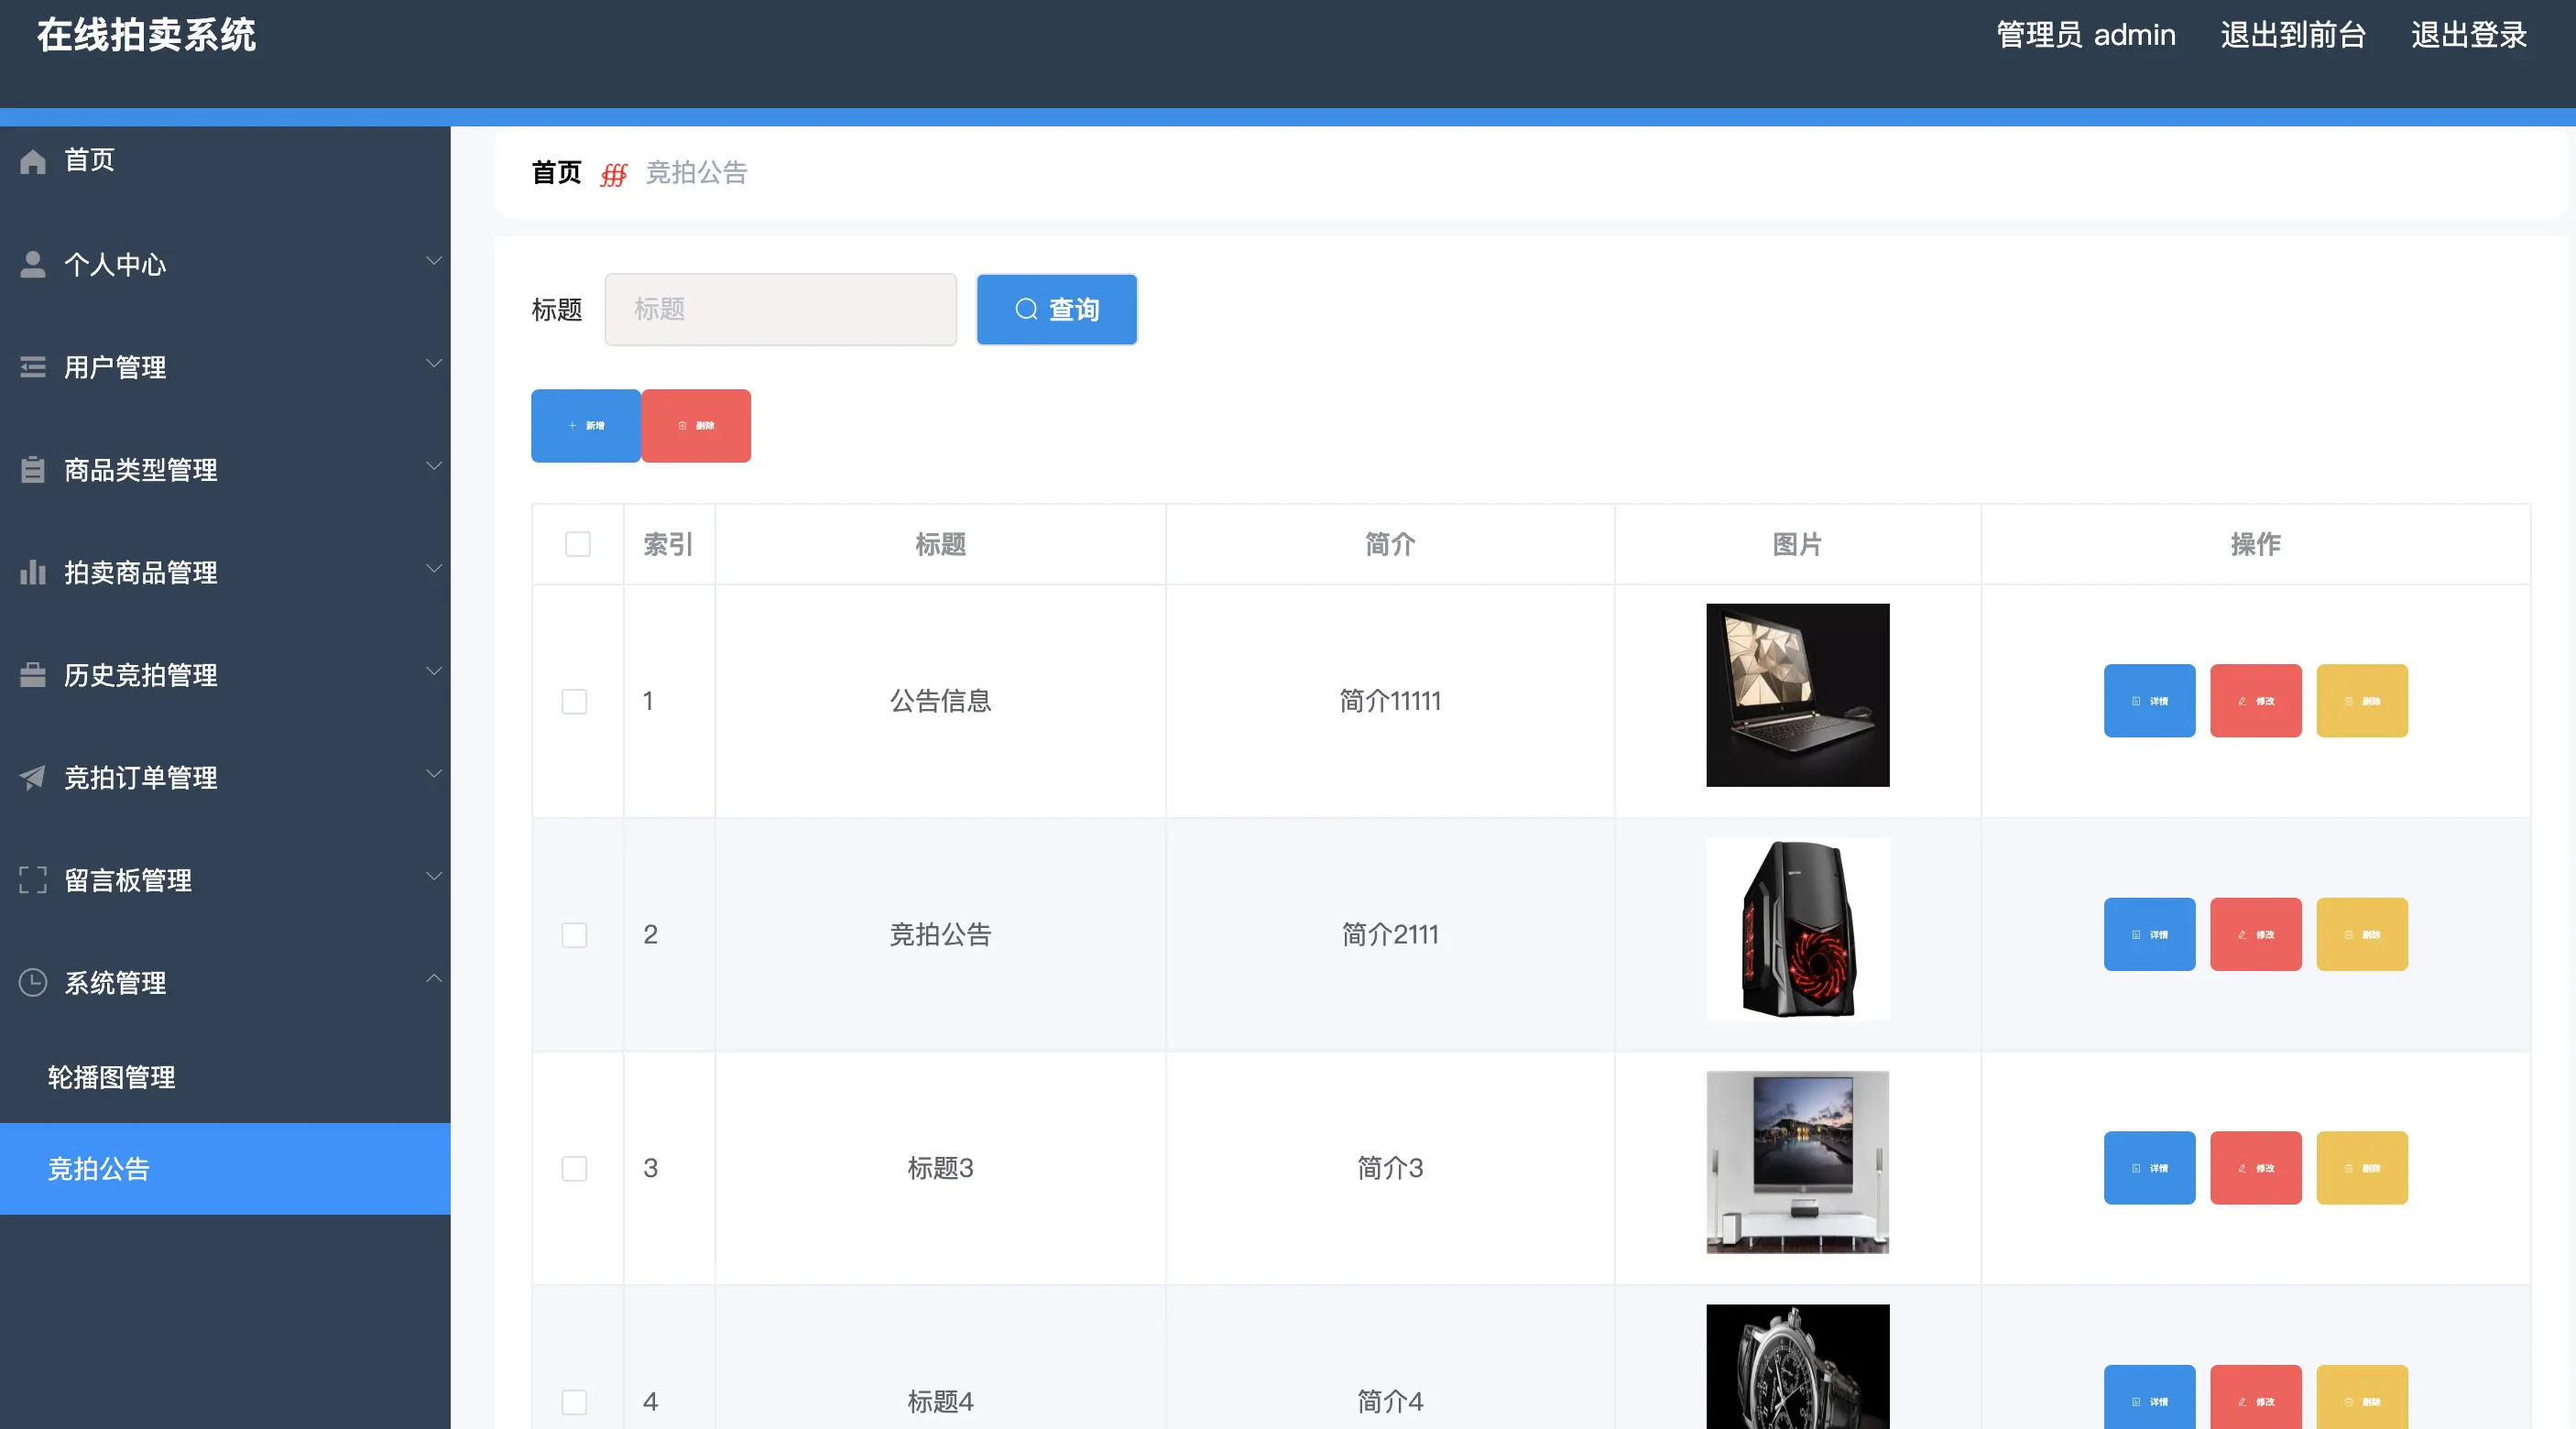 在线拍卖系统
管理员 admin 退出到前台 退出登录
首页
个人中心
用户管理
商品类型管理
拍卖商品管理
历史竞拍管理
竞拍订单管理
留言板管理
系统管理
轮播图管理
竞拍公告
首页 竞拍公告
标题 标题 查询
新增 删除
索引 标题 简介 图片 操作
1 公告信息 简介11111 详情 修改 删除
2 竞拍公告 简介2111 详情 修改 删除
3 标题3 简介3 详情 修改 删除
4 标题4 简介4 详情 修改 删除